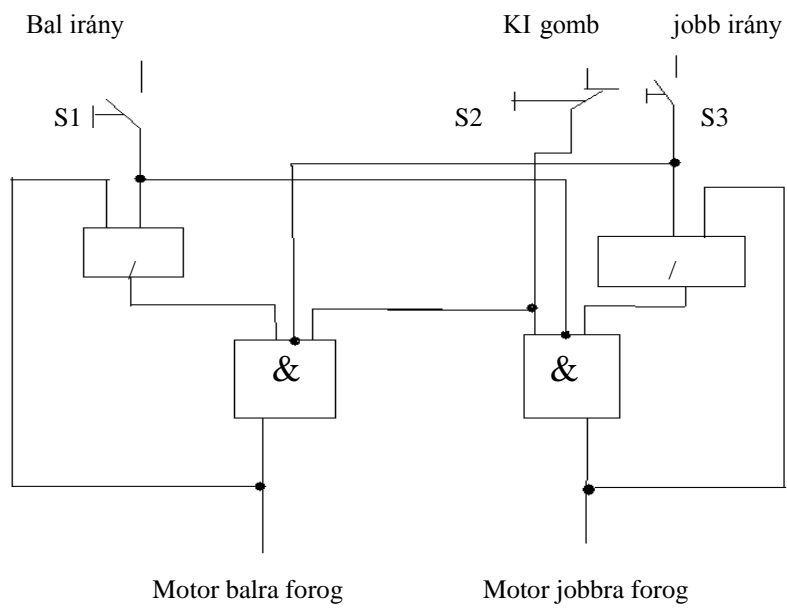 Bal irány
KI gomb
jobb irány
S1
S2
S3
/
/
&
&
Motor balra forog
Motor jobbra forog